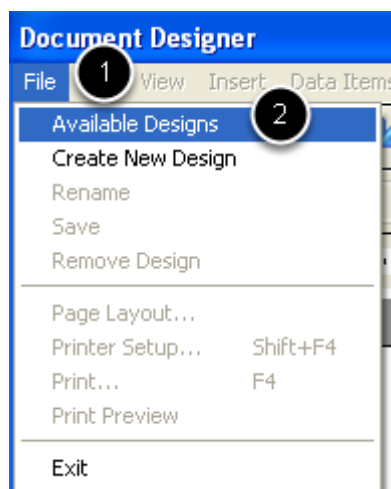 Document Designer
File 1 View Insert Data Items
Available Designs 2
Create New Design
Rename
Save
Remove Design
Page Layout...
Printer Setup... Shift+F4
Print... F4
Print Preview
Exit